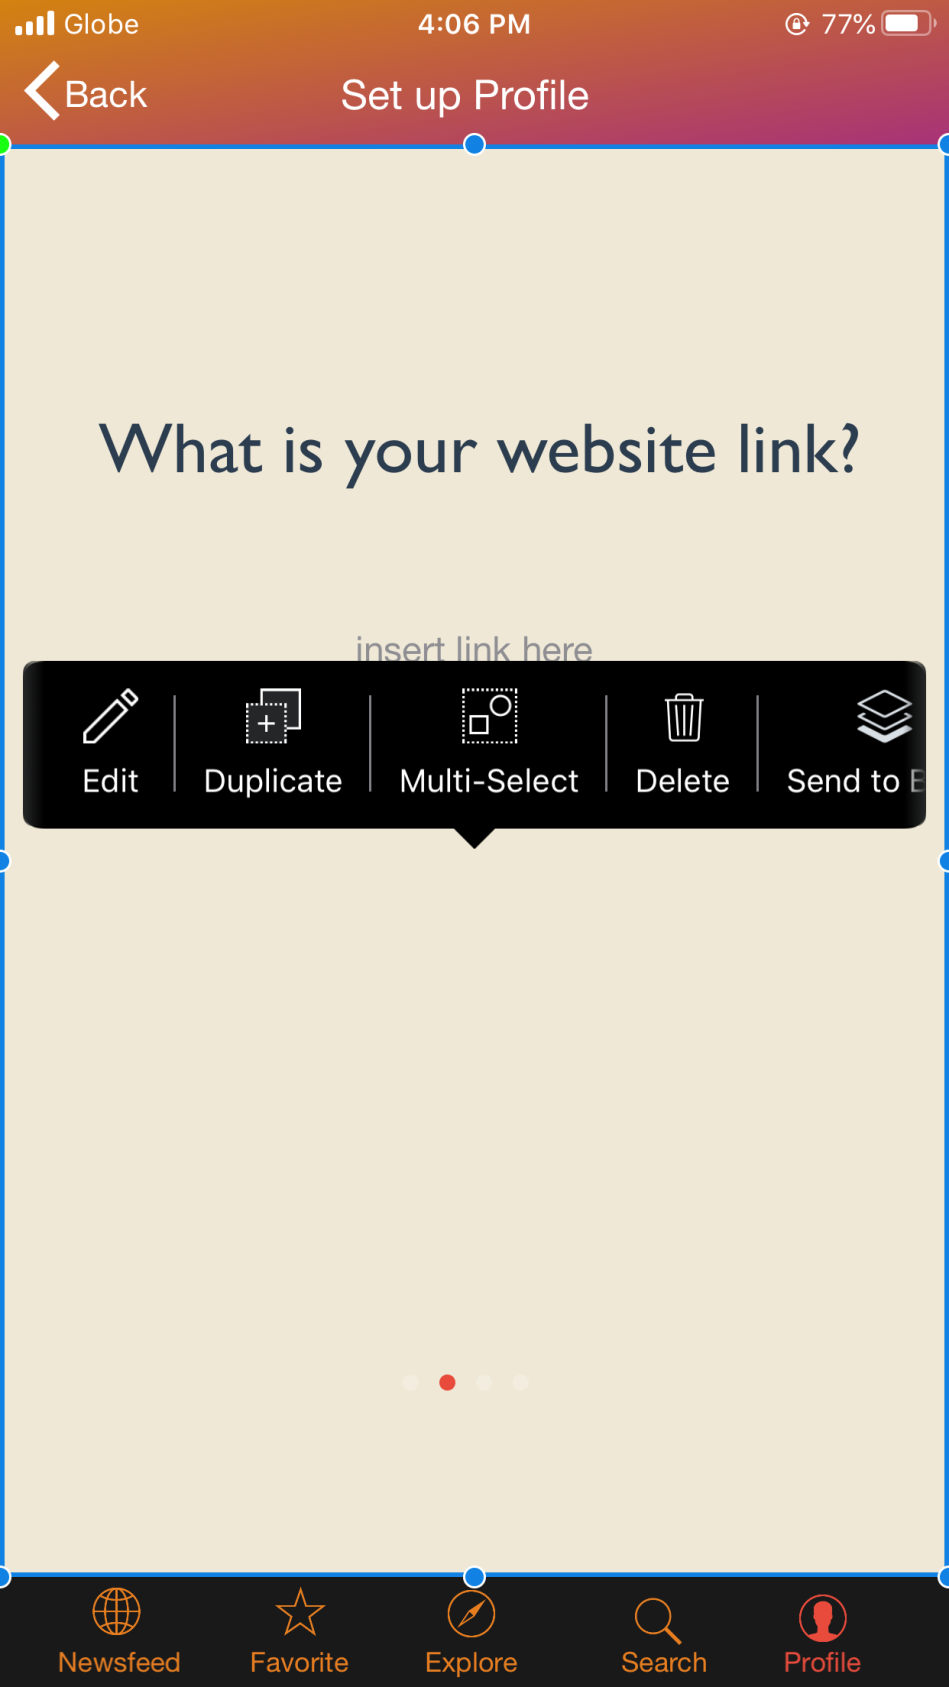 Globe 4:06 PM 77%
Back Set up Profile
What is your website link?
insert link here
Edit Duplicate Multi-Select Delete Send to
Newsfeed Favorite Explore Search Profile